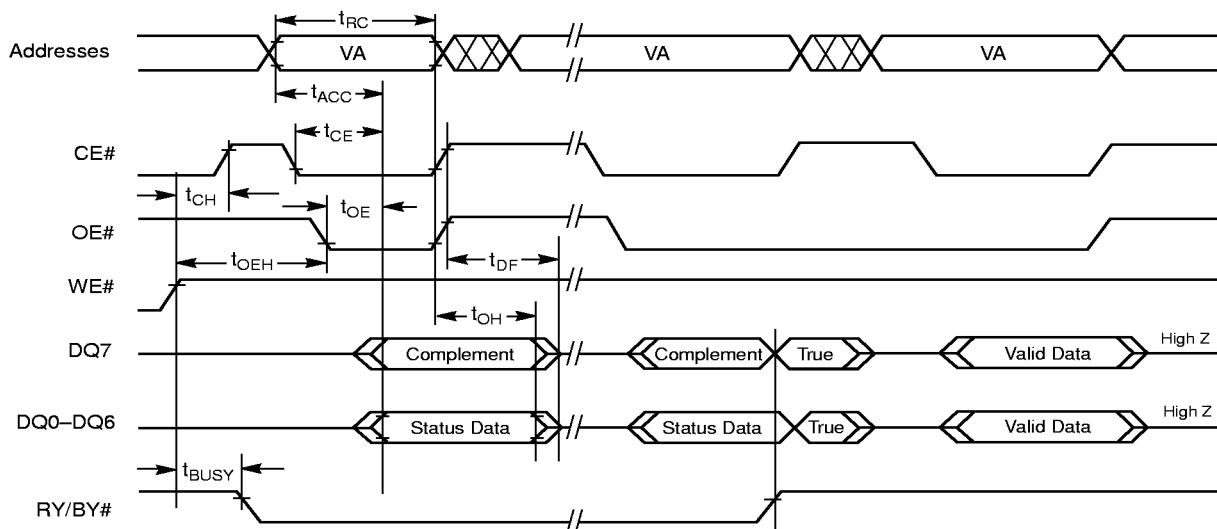 tRC
Addresses VA VA VA
tACC
tCE
CE#
tCH
tOE
OE#
tOEH
tDF
WE#
tOH
DQ7 Complement Complement True Valid Data High Z
DQ0–DQ6 Status Data Status Data True Valid Data High Z
tBUSY
RY/BY#